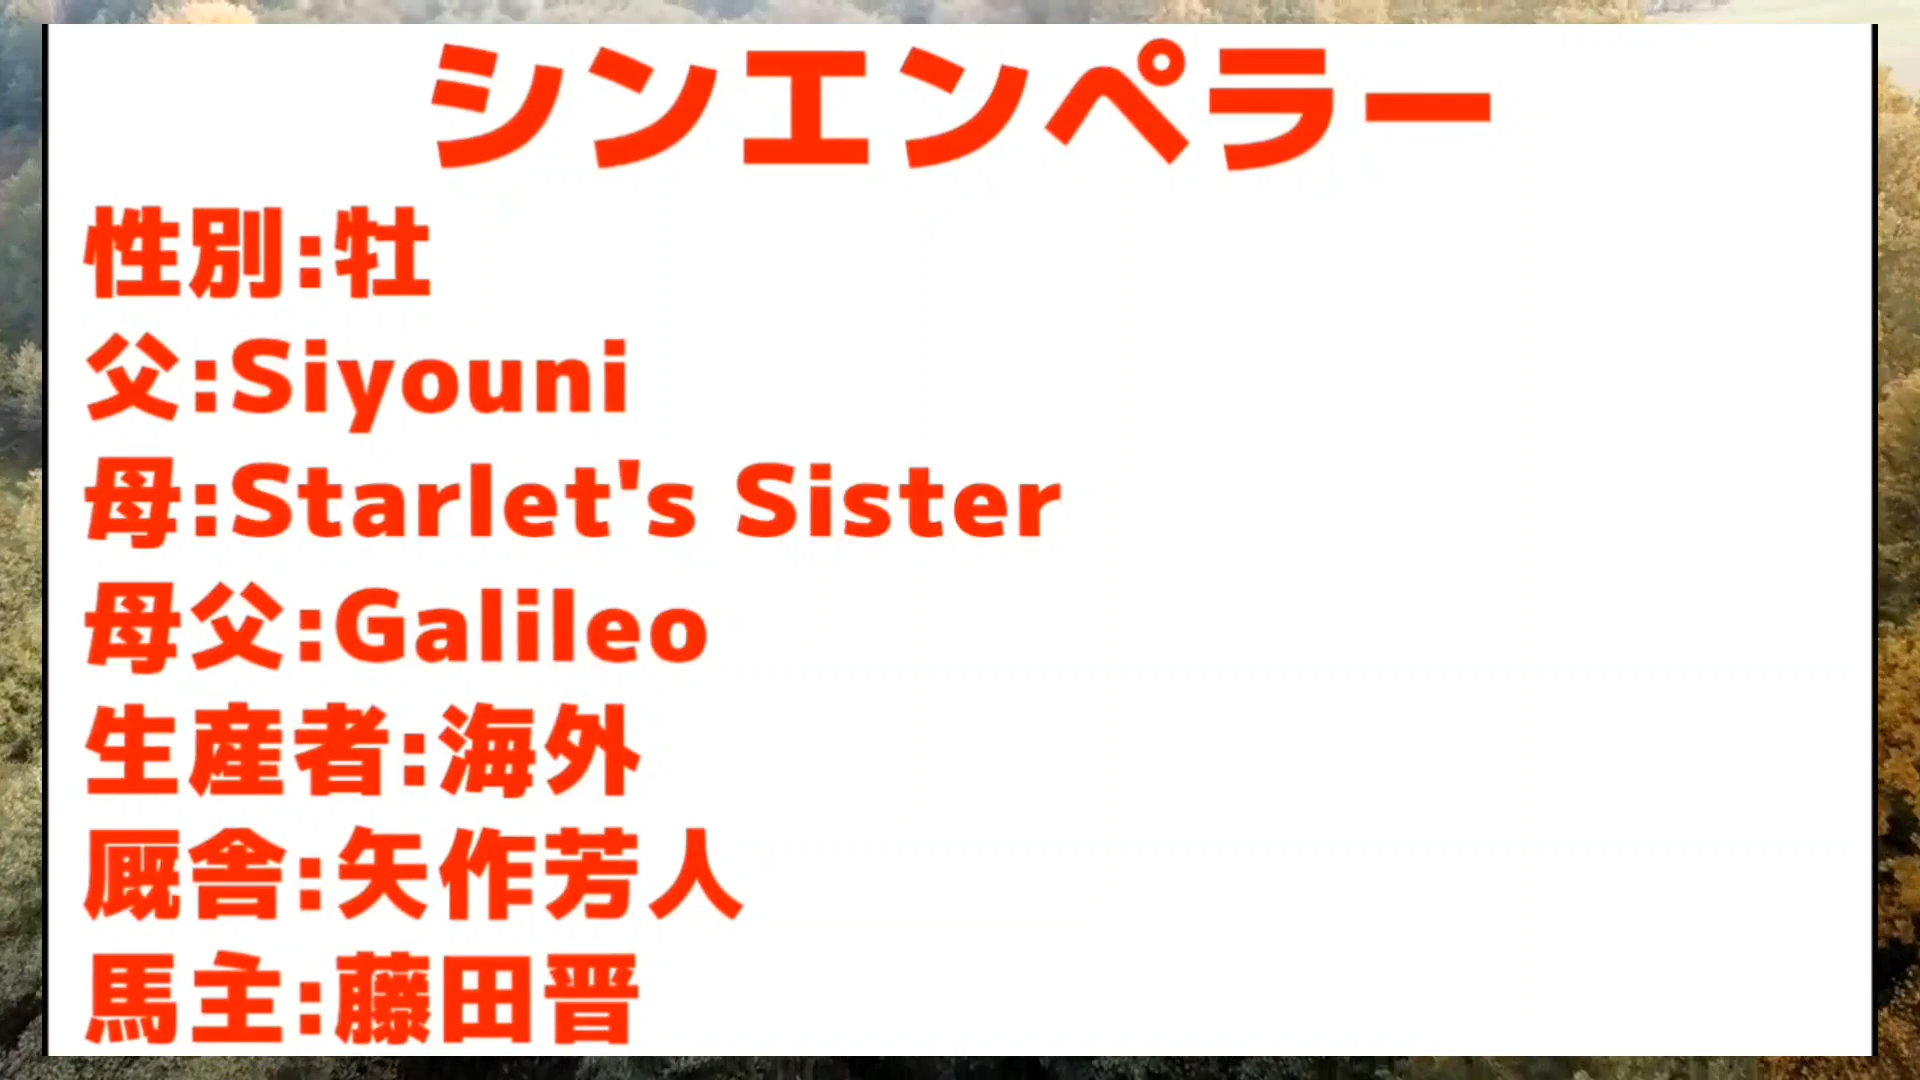 シンエンペラー
性別:牡
父:Siyouni
母:Starlet's Sister
母父:Galileo
生産者:海外
厩舎:矢作芳人
馬主:藤田晋